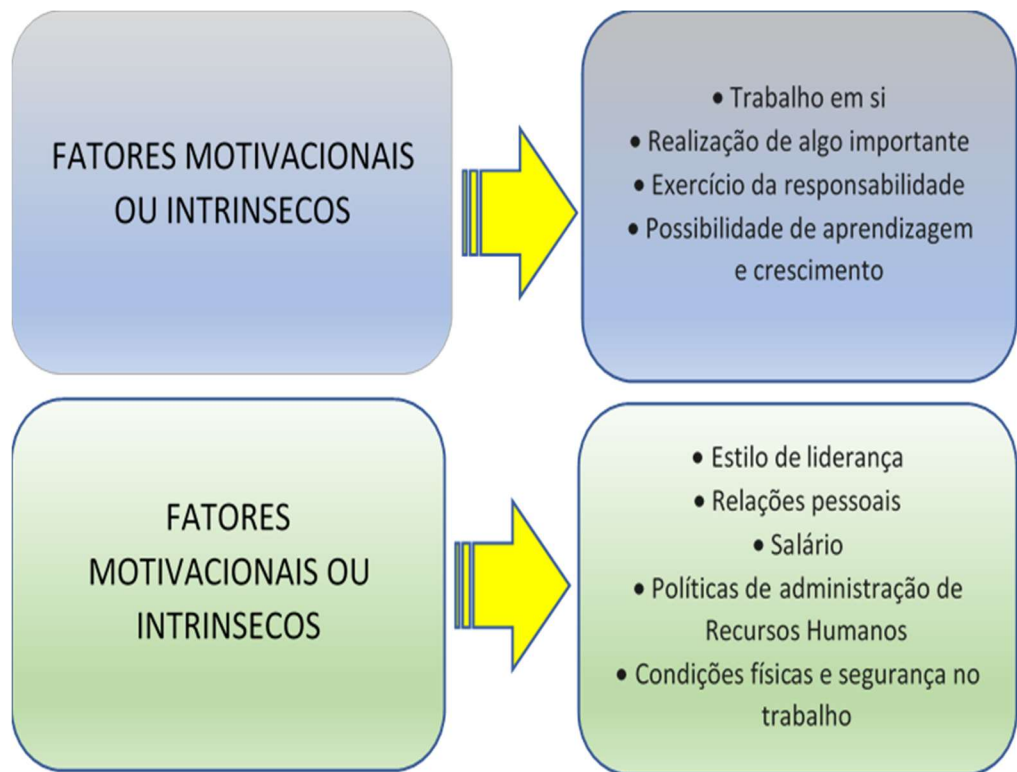 FATORES MOTIVACIONAIS
OU INTRINSECOS
• Trabalho em si
• Realização de algo importante
• Exercício da responsabilidade
• Possibilidade de aprendizagem
e crescimento
FATORES
MOTIVACIONAIS OU
INTRINSECOS
• Estilo de liderança
• Relações pessoais
• Salário
• Políticas de administração de
Recursos Humanos
• Condições físicas e segurança no
trabalho